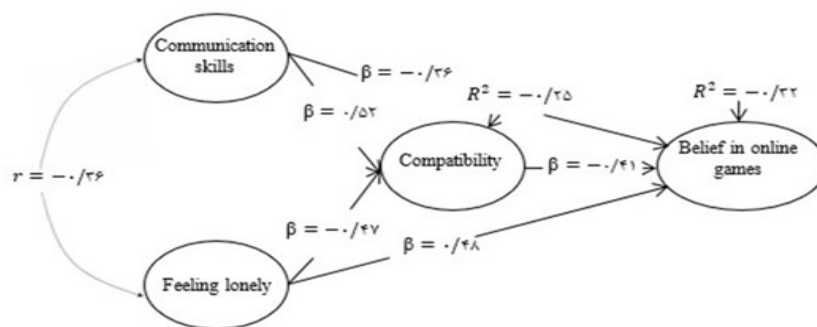 Communication
skills
β = −۰/۳۶
R² = −۰/۲۵
R² = −۰/۳۲
β = ۰/۵۲
Compatibility
β = −۰/۴۱
Belief in online
games
r = −۰/۳۶
β = −۰/۴۷
β = ۰/۴۸
Feeling lonely